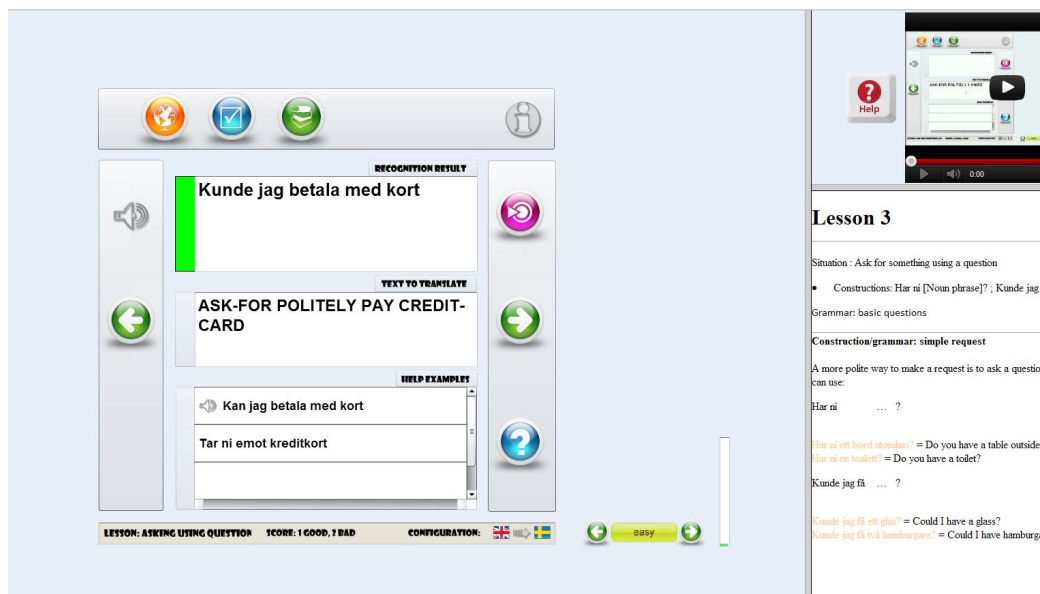 RECOGNITION RESULT
Kunde jag betala med kort
TEXT TO TRANSLATE
ASK-FOR POLITELY PAY CREDIT-
CARD
HELP EXAMPLES
Kan jag betala med kort
Tar ni emot kreditkort
LESSON: ASKING USING QUESTION SCORE: 1 GOOD, 2 BAD CONFIGURATION:
easy
Help
ASK-FOR POLITELY 1 KNIFE
0:00
Lesson 3
Situation : Ask for something using a question
• Constructions: Har ni [Noun phrase]? ; Kunde jag
Grammar: basic questions
Construction/grammar: simple request
A more polite way to make a request is to ask a questio
can use:
Har ni … ?
Har ni ett bord utomhus? = Do you have a table outside
Har ni en toalett? = Do you have a toilet?
Kunde jag få … ?
Kunde jag få ett glas? = Could I have a glass?
Kunde jag få två hamburgare? = Could I have hamburga